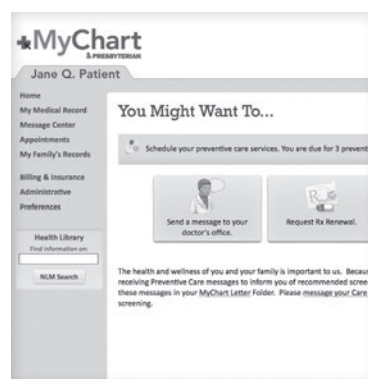 MyChart
PRESBYTERIAN
Jane Q. Patient
Home
My Medical Record
Message Center
Appointments
My Family's Records
Billing & Insurance
Administrative
Preferences
Health Library
Find information on:
NLM Search
You Might Want To...
Schedule your preventive care services. You are due for 3 prevent
Send a message to your
doctor's office.
Request Rx Renewal.
The health and wellness of you and your family is important to us. Becau
receiving Preventive Care messages to inform you of recommended scree
these messages in your MyChart Letter Folder. Please message your Care
screening.